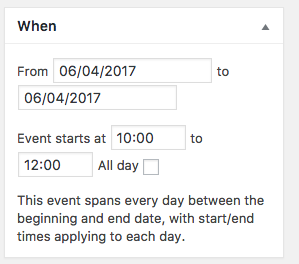 When
From 06/04/2017 to
06/04/2017
Event starts at 10:00 to
12:00 All day
This event spans every day between the
beginning and end date, with start/end
times applying to each day.